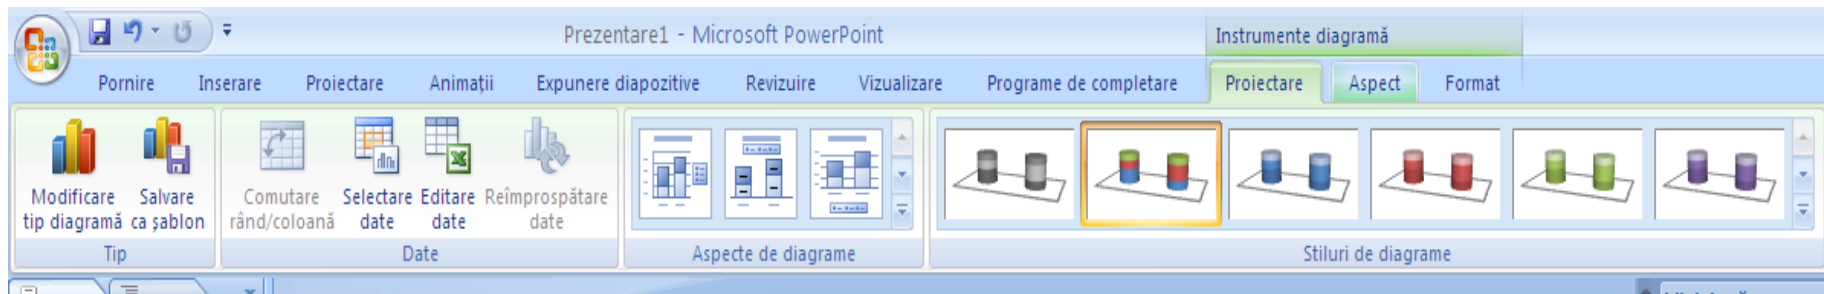 Prezentare1 - Microsoft PowerPoint
Instrumente diagramă
Pornire Inserare Proiectare Animații Expunere diapozitive Revizuire Vizualizare Programe de completare Proiectare Aspect Format
Modificare tip diagramă
Salvare ca șablon
Comutare rând/coloană
Selectare date
Editare date
Reîmprospătare date
Tip Date Aspecte de diagrame Stiluri de diagrame